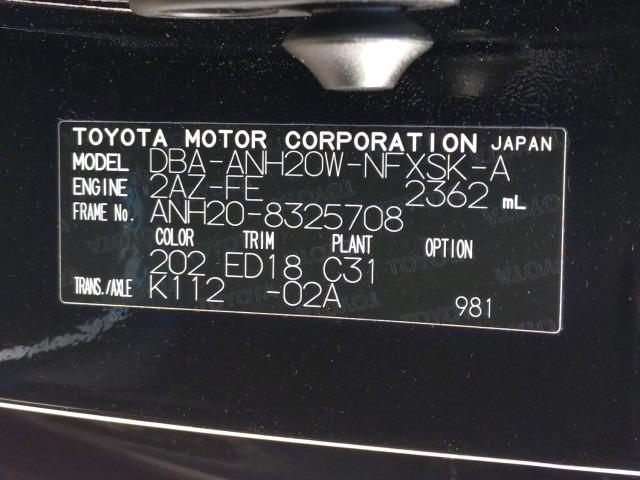 TOYOTA MOTOR CORPORATION JAPAN
MODEL DBA-ANH20W-NFXSK-A
ENGINE 2AZ-FE 2362 mL
FRAME No. ANH20-8325708
COLOR TRIM PLANT OPTION
202 ED18 C31
TRANS./AXLE K112 -02A
981